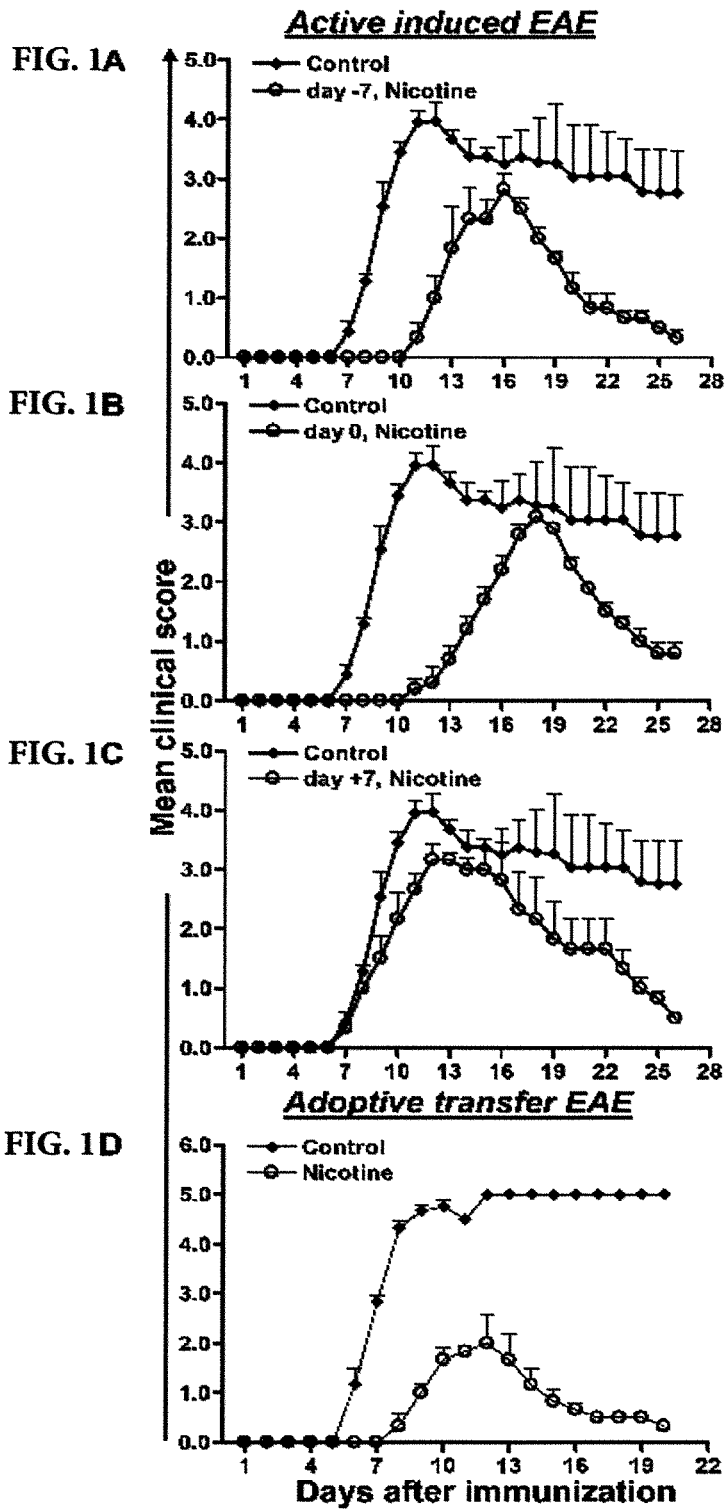 Active induced EAE
FIG. 1A
5.0
Control
day -7, Nicotine
4.0
3.0
2.0
1.0
0.0
1 4 7 10 13 16 19 22 25 28
FIG. 1B
5.0
Control
day 0, Nicotine
4.0
3.0
2.0
1.0
0.0
1 4 7 10 13 16 19 22 25 28
Mean clinical score
FIG. 1C
5.0
Control
day +7, Nicotine
4.0
3.0
2.0
1.0
0.0
1 4 7 10 13 16 19 22 25 28
Adoptive transfer EAE
FIG. 1D
6.0
Control
Nicotine
5.0
4.0
3.0
2.0
1.0
0.0
1 4 7 10 13 16 19 22
Days after immunization